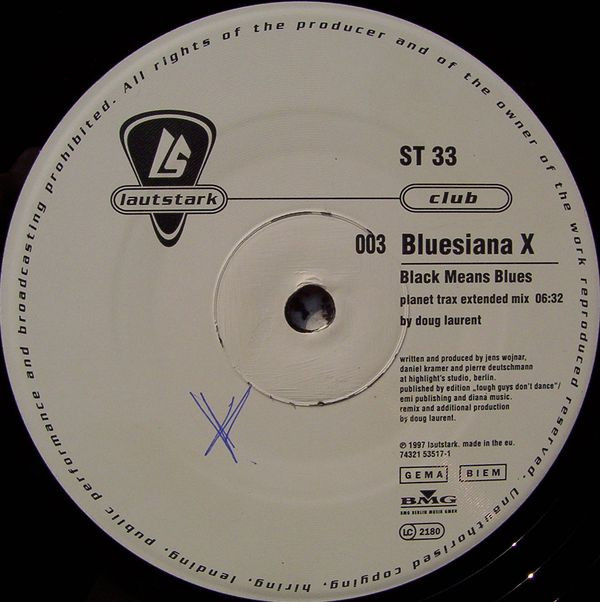 All rights of the producer and of the owner of the work reproduced reserved. Unauthorised copying, hiring, lending, public performance and broadcasting prohibited.
LS
lautstark
ST 33
club
003 Bluesiana X
Black Means Blues
planet trax extended mix 06:32
by doug laurent
written and produced by jens wojnar,
daniel kramer and pierre deutschmann
at highlight's studio, berlin.
published by edition „tough guys don't dance"/
emi publishing and diana music.
remix and additional production
by doug laurent.
℗ 1997 lautstark. made in the eu.
74321 53517-1
GEMA BIEM
BMG
BMG BERLIN MUSIK GMBH
LC 2180
X